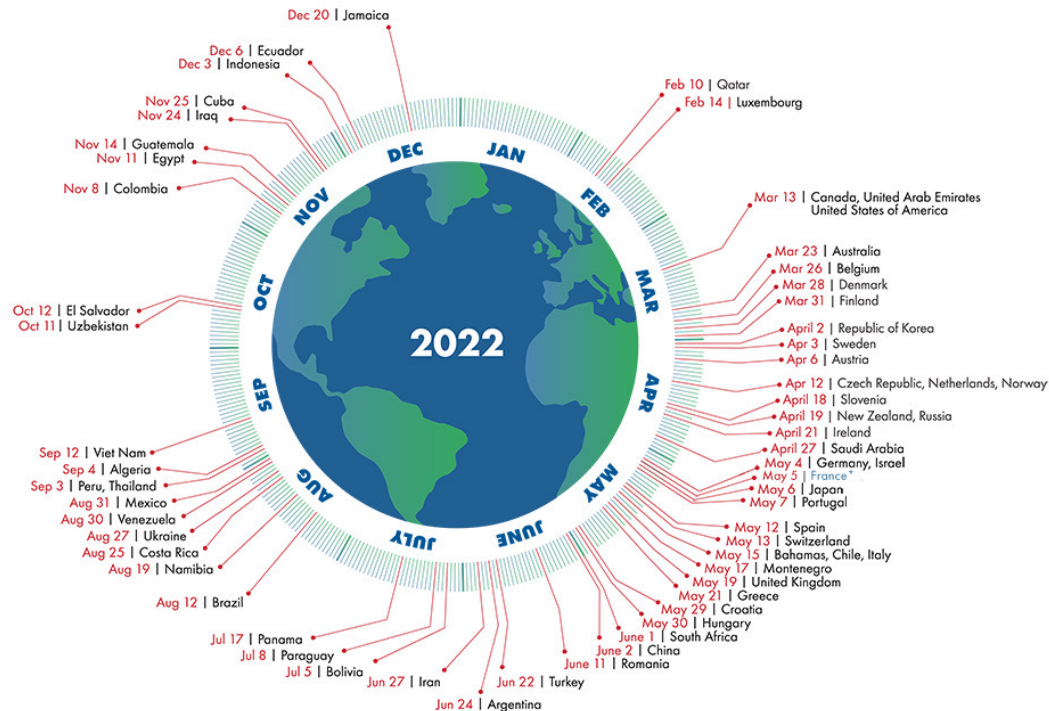 Dec 20 | Jamaica
Dec 6 | Ecuador
Dec 3 | Indonesia
Nov 25 | Cuba
Nov 24 | Iraq
Nov 14 | Guatemala
Nov 11 | Egypt
Nov 8 | Colombia
Oct 12 | El Salvador
Oct 11 | Uzbekistan
Sep 12 | Viet Nam
Sep 4 | Algeria
Sep 3 | Peru, Thailand
Aug 31 | Mexico
Aug 30 | Venezuela
Aug 27 | Ukraine
Aug 25 | Costa Rica
Aug 19 | Namibia
Aug 12 | Brazil
Jul 17 | Panama
Jul 8 | Paraguay
Jul 5 | Bolivia
Jun 27 | Iran
Jun 24 | Argentina
Jun 22 | Turkey
Feb 10 | Qatar
Feb 14 | Luxembourg
Mar 13 | Canada, United Arab Emirates
United States of America
Mar 23 | Australia
Mar 26 | Belgium
Mar 28 | Denmark
Mar 31 | Finland
April 2 | Republic of Korea
Apr 3 | Sweden
Apr 6 | Austria
Apr 12 | Czech Republic, Netherlands, Norway
April 18 | Slovenia
April 19 | New Zealand, Russia
April 21 | Ireland
April 27 | Saudi Arabia
May 4 | Germany, Israel
May 5 | France*
May 6 | Japan
May 7 | Portugal
May 12 | Spain
May 13 | Switzerland
May 15 | Bahamas, Chile, Italy
May 17 | Montenegro
May 19 | United Kingdom
May 21 | Greece
May 29 | Croatia
May 30 | Hungary
June 1 | South Africa
June 2 | China
June 11 | Romania
JAN
FEB
MAR
APR
MAY
JUNE
JULY
AUG
SEP
OCT
NOV
DEC
2022